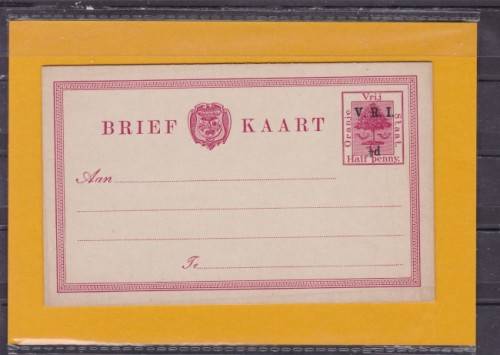 BRIEF KAART
Vrij
Oranje
Staat.
V. R. I.
½d
Half penny.
Aan
Te